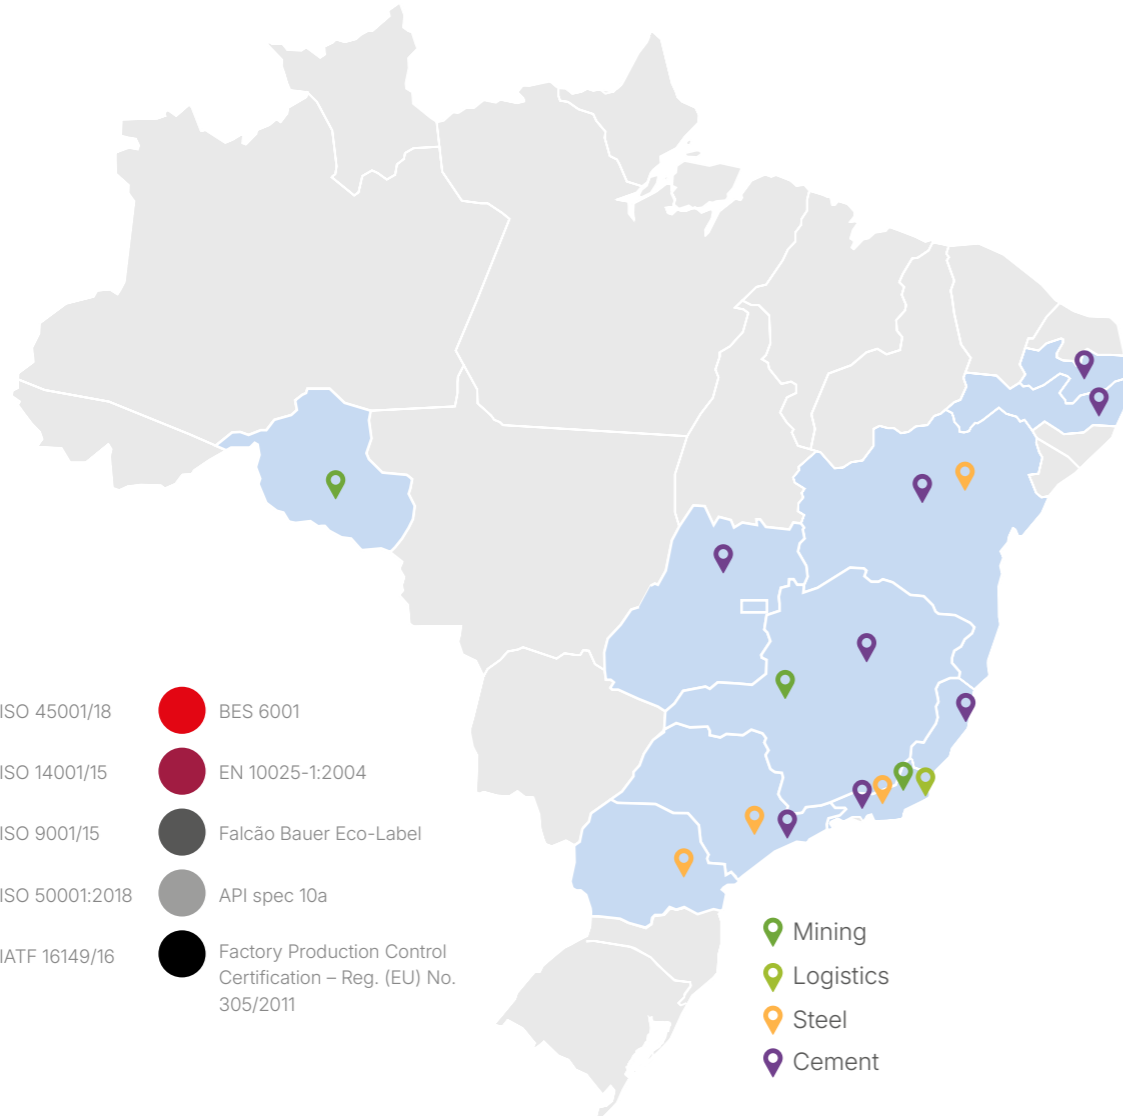 ISO 45001/18
BES 6001
ISO 14001/15
EN 10025-1:2004
ISO 9001/15
Falcão Bauer Eco-Label
ISO 50001:2018
API spec 10a
IATF 16149/16
Factory Production Control
Certification – Reg. (EU) No.
305/2011
Mining
Logistics
Steel
Cement